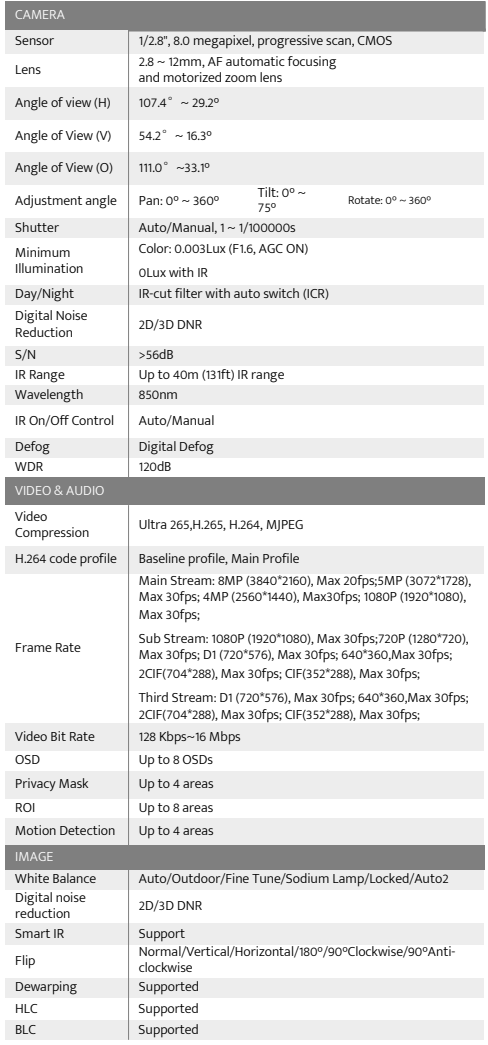 CAMERA
Sensor 1/2.8", 8.0 megapixel, progressive scan, CMOS
Lens 2.8 ~ 12mm, AF automatic focusing
and motorized zoom lens
Angle of view (H) 107.4° ~ 29.2º
Angle of View (V) 54.2° ~ 16.3º
Angle of View (O) 111.0° ~33.1º
Adjustment angle Pan: 0º ~ 360º Tilt: 0º ~
75º Rotate: 0º ~ 360º
Shutter Auto/Manual, 1 ~ 1/100000s
Minimum
Illumination Color: 0.003Lux (F1.6, AGC ON)
0Lux with IR
Day/Night IR-cut filter with auto switch (ICR)
Digital Noise
Reduction 2D/3D DNR
S/N >56dB
IR Range Up to 40m (131ft) IR range
Wavelength 850nm
IR On/Off Control Auto/Manual
Defog Digital Defog
WDR 120dB
VIDEO & AUDIO
Video
Compression Ultra 265,H.265, H.264, MJPEG
H.264 code profile Baseline profile, Main Profile
Frame Rate Main Stream: 8MP (3840*2160), Max 20fps;5MP (3072*1728),
Max 30fps; 4MP (2560*1440), Max30fps; 1080P (1920*1080),
Max 30fps;
Sub Stream: 1080P (1920*1080), Max 30fps;720P (1280*720),
Max 30fps; D1 (720*576), Max 30fps; 640*360,Max 30fps;
2CIF(704*288), Max 30fps; CIF(352*288), Max 30fps;
Third Stream: D1 (720*576), Max 30fps; 640*360,Max 30fps;
2CIF(704*288), Max 30fps; CIF(352*288), Max 30fps;
Video Bit Rate 128 Kbps~16 Mbps
OSD Up to 8 OSDs
Privacy Mask Up to 4 areas
ROI Up to 8 areas
Motion Detection Up to 4 areas
IMAGE
White Balance Auto/Outdoor/Fine Tune/Sodium Lamp/Locked/Auto2
Digital noise
reduction 2D/3D DNR
Smart IR Support
Flip Normal/Vertical/Horizontal/180º/90ºClockwise/90ºAnti-
clockwise
Dewarping Supported
HLC Supported
BLC Supported